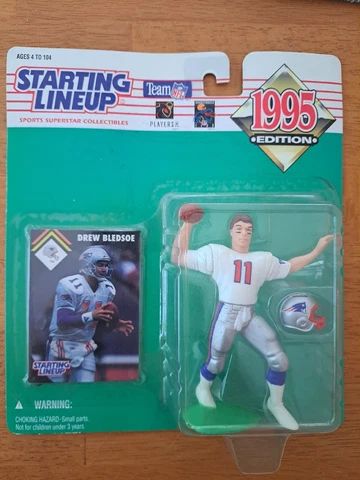 AGES 4 TO 104
STARTING
LINEUP
SPORTS SUPERSTAR COLLECTIBLES
Team NFL
PLAYERS
1995
EDITION
DREW BLEDSOE
11
11
STARTING
LINEUP
WARNING:
CHOKING HAZARD-Small parts.
Not for children under 3 years